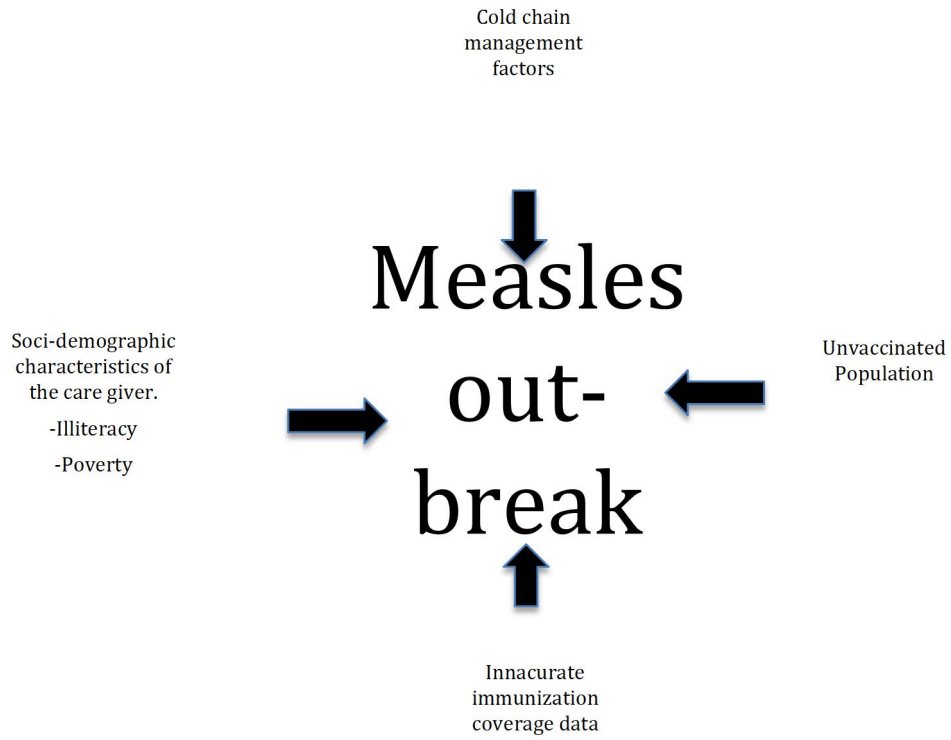 Cold chain
management
factors
Measles
out-
break
Soci-demographic
characteristics of
the care giver.
-Illiteracy
-Poverty
Unvaccinated
Population
Innacurate
immunization
coverage data